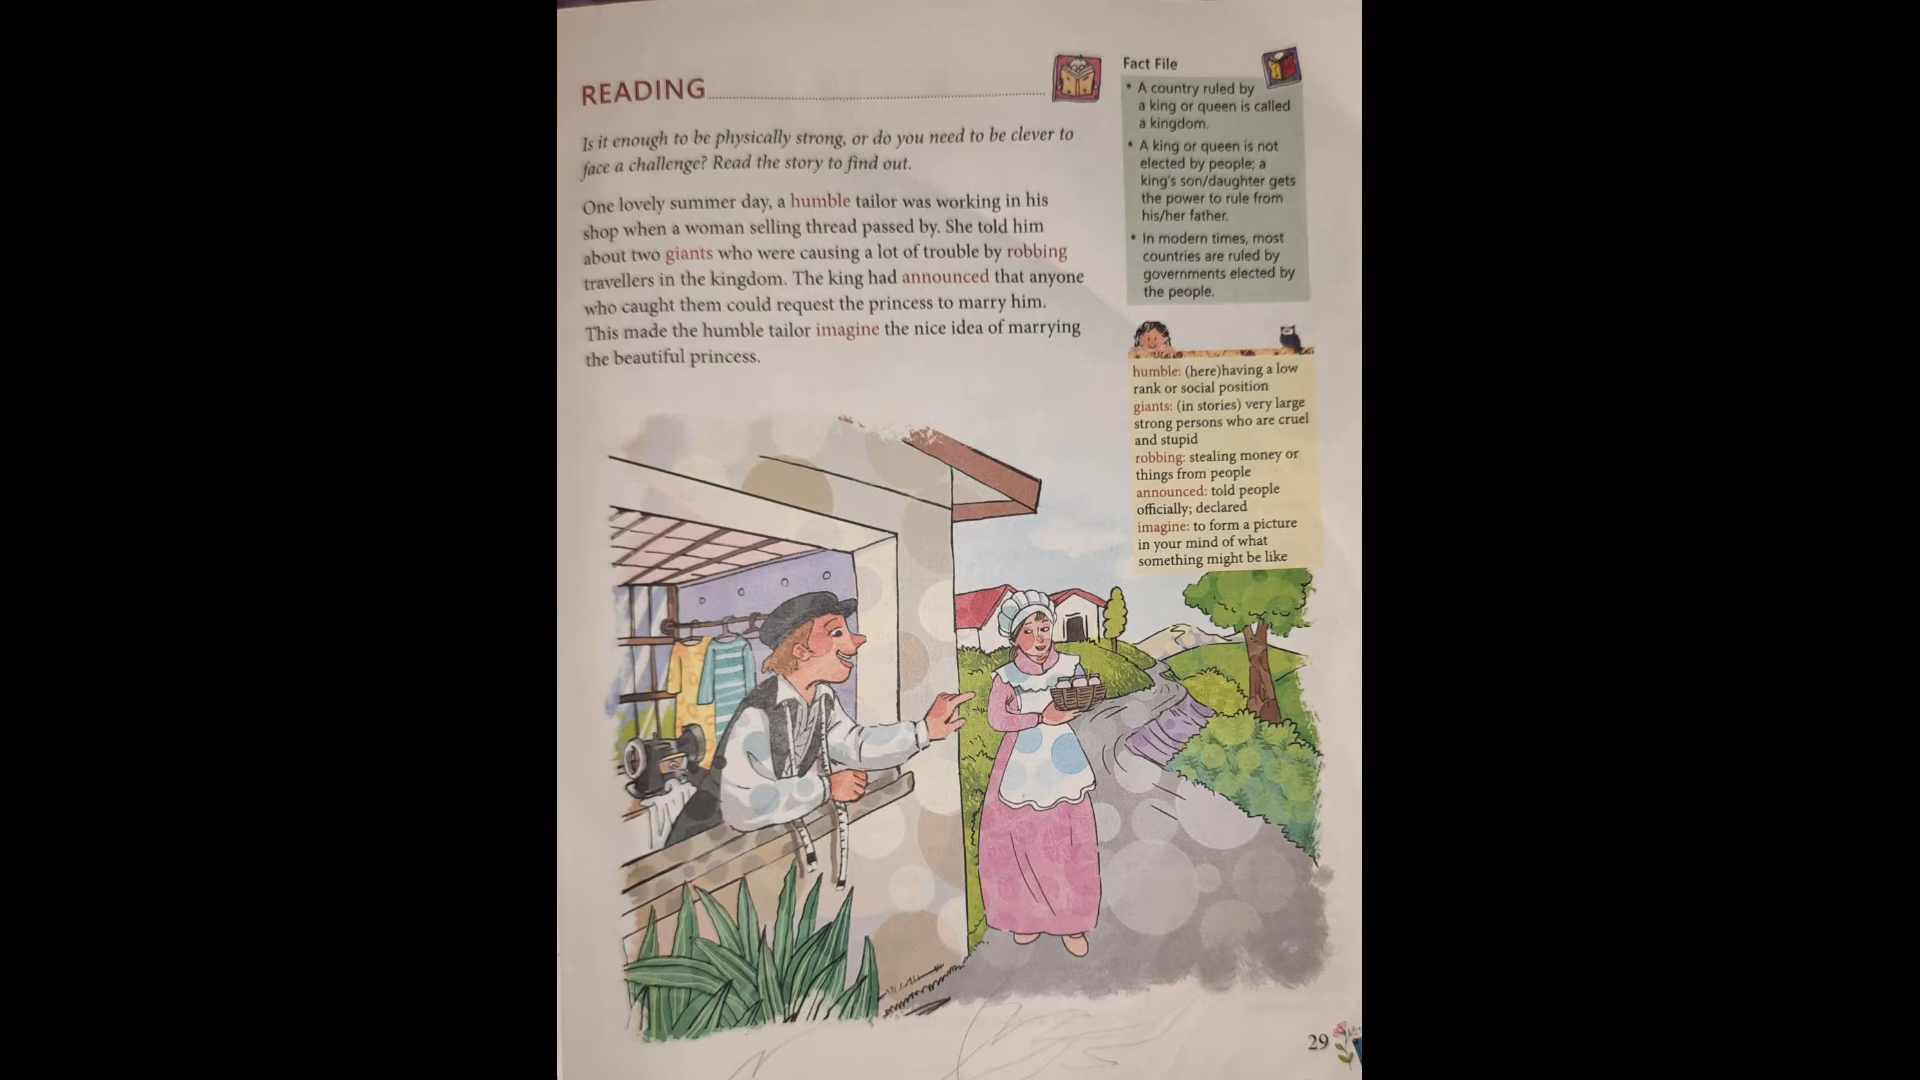 READING
Is it enough to be physically strong, or do you need to be clever to
face a challenge? Read the story to find out.
One lovely summer day, a humble tailor was working in his
shop when a woman selling thread passed by. She told him
about two giants who were causing a lot of trouble by robbing
travellers in the kingdom. The king had announced that anyone
who caught them could request the princess to marry him.
This made the humble tailor imagine the nice idea of marrying
the beautiful princess.
Fact File
• A country ruled by
a king or queen is called
a kingdom.
• A king or queen is not
elected by people; a
king's son/daughter gets
the power to rule from
his/her father.
• In modern times, most
countries are ruled by
governments elected by
the people.
humble: (here)having a low
rank or social position
giants: (in stories) very large
strong persons who are cruel
and stupid
robbing: stealing money or
things from people
announced: told people
officially; declared
imagine: to form a picture
in your mind of what
something might be like
29